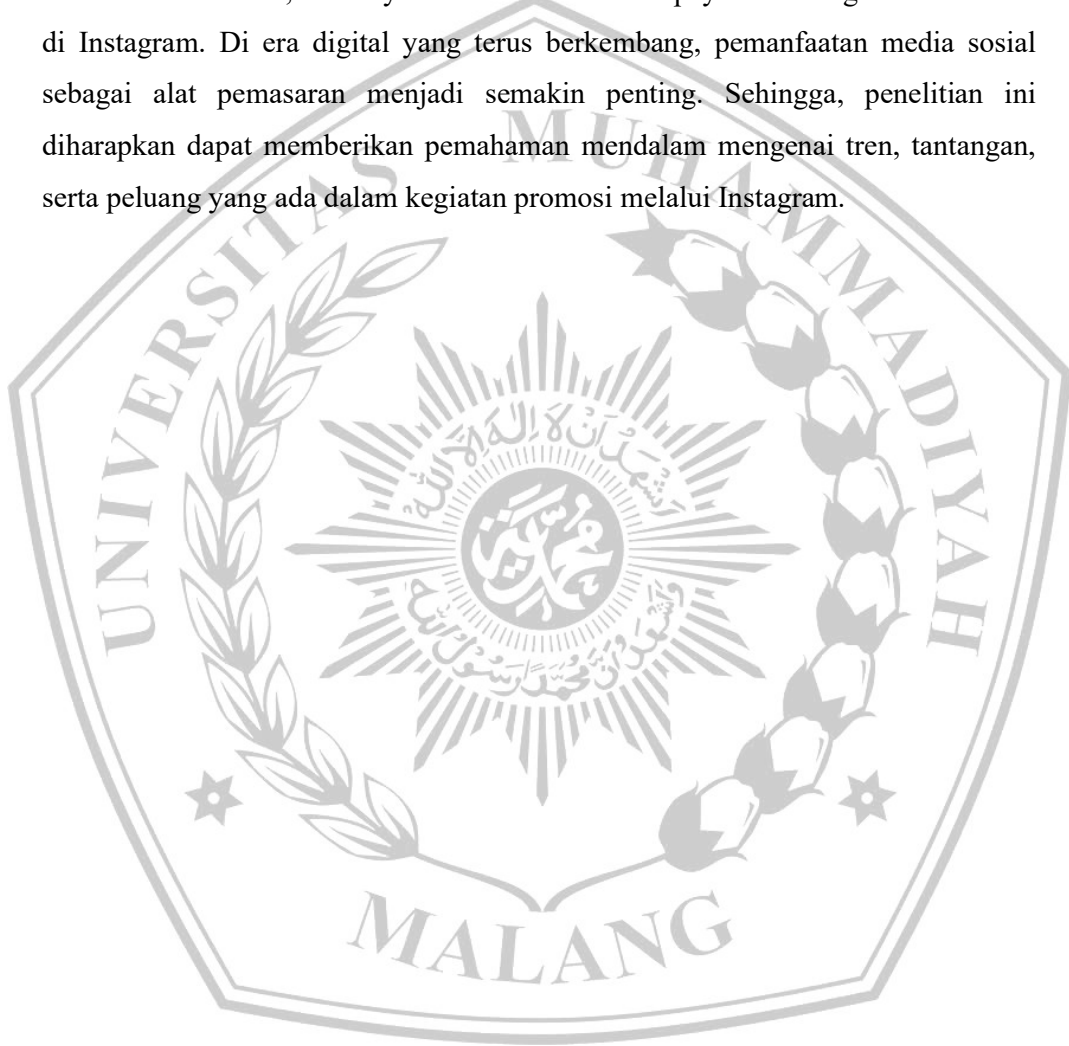 di Instagram. Di era digital yang terus berkembang, pemanfaatan media sosial
sebagai alat pemasaran menjadi semakin penting. Sehingga, penelitian ini
diharapkan dapat memberikan pemahaman mendalam mengenai tren, tantangan,
serta peluang yang ada dalam kegiatan promosi melalui Instagram.
UNIVERSITAS MUHAMMADIYAH
MALANG